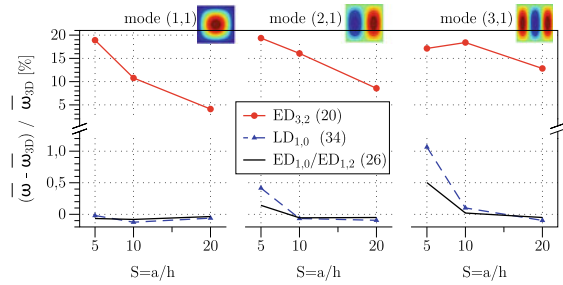 mode (1,1) mode (2,1) mode (3,1)
(ω̅ - ω̅3D) / ω̅3D [%]
20
15
10
5
1,0
0,5
0
ED3,2 (20)
LD1,0 (34)
ED1,0/ED1,2 (26)
5 10 20 5 10 20 5 10 20
S=a/h S=a/h S=a/h